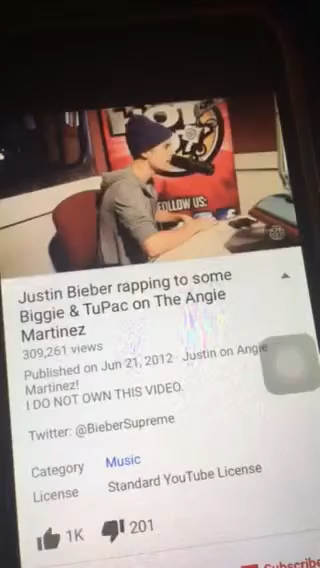 HOT
FOLLOW US:
Justin Bieber rapping to some
Biggie & TuPac on The Angie
Martinez
309,261 views
Published on Jun 21, 2012 · Justin on Angie
Martinez!
I DO NOT OWN THIS VIDEO.
Twitter: @BieberSupreme
Category Music
License Standard YouTube License
1K 201
Subscribe